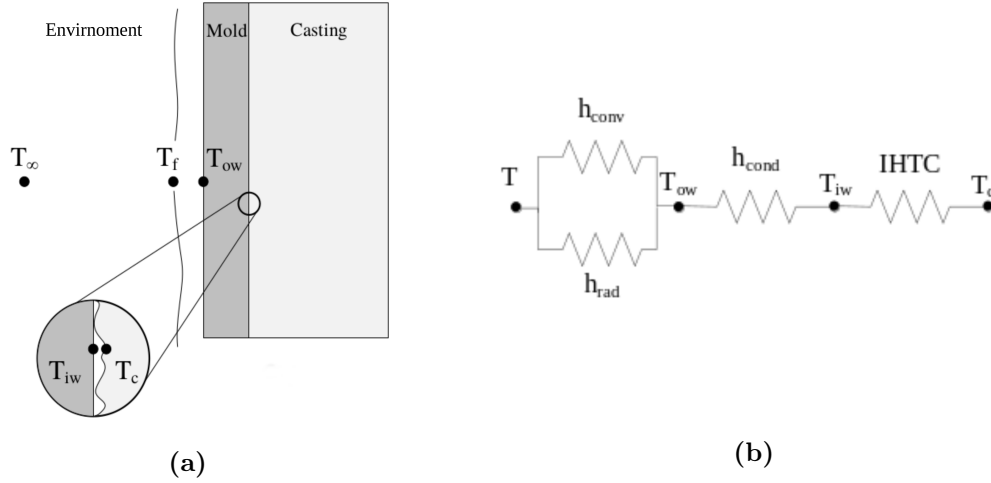 Envirnoment
Mold
Casting
T∞
Tf
Tow
Tiw
Tc
(a)
hconv
hrad
T
Tow
hcond
Tiw
IHTC
Tc
(b)